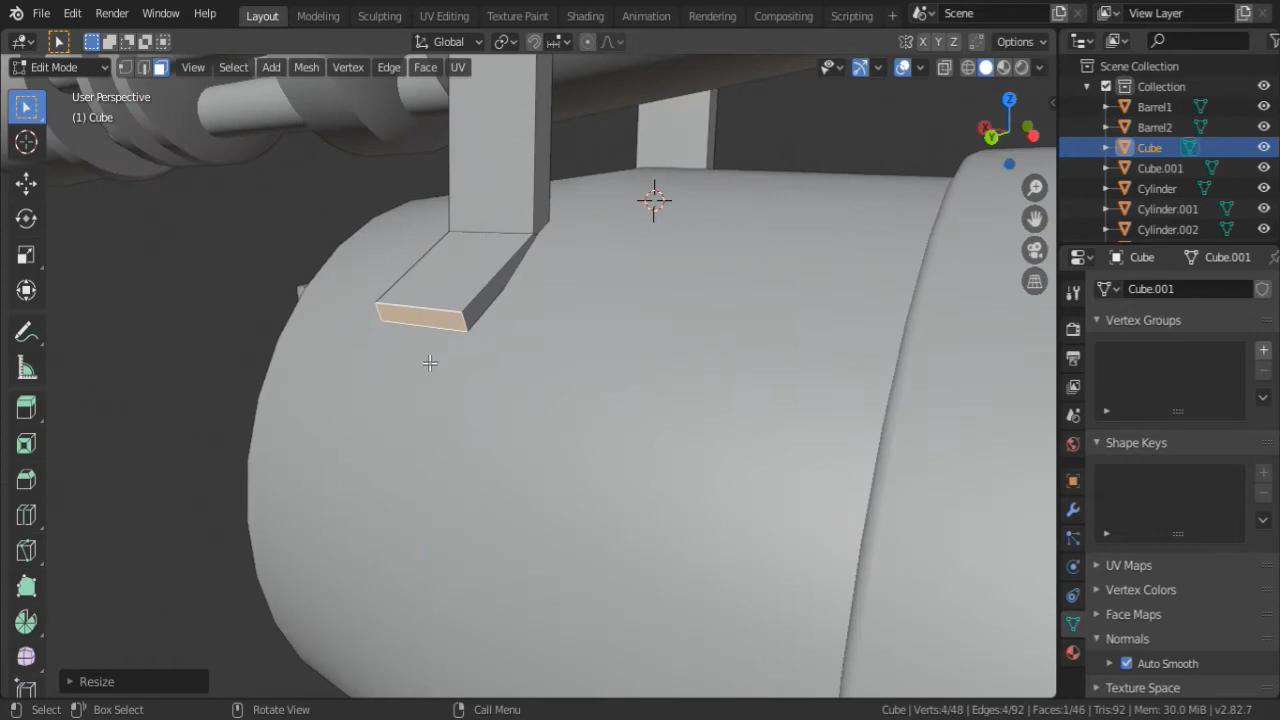 File Edit Render Window Help Layout Modeling Sculpting UV Editing Texture Paint Shading Animation Rendering Compositing Scripting Scene View Layer
Global X Y Z Options
Edit Mode View Select Add Mesh Vertex Edge Face UV
Scene Collection
Collection
Barrel1
Barrel2
Cube
Cube.001
Cylinder
Cylinder.001
Cylinder.002
User Perspective
(1) Cube
Z
X
Y
Cube Cube.001
Cube.001
Vertex Groups
Shape Keys
UV Maps
Vertex Colors
Face Maps
Normals
Auto Smooth
Texture Space
Resize
Select Box Select Rotate View Call Menu Cube | Verts:4/48 | Edges:4/92 | Faces:1/46 | Tris:92 | Mem: 30.0 MiB | v2.82.7